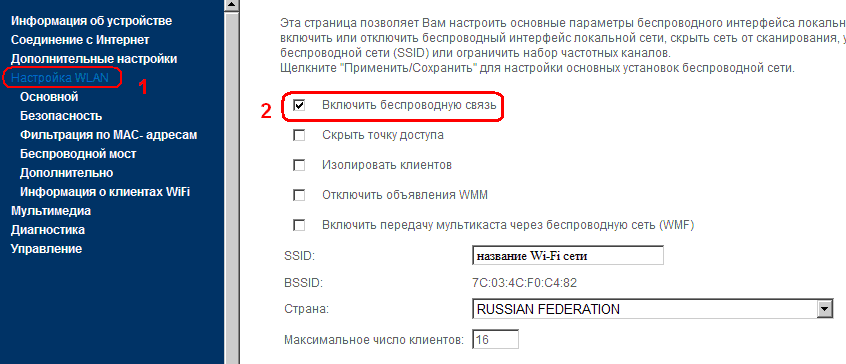 Информация об устройстве
Соединение с Интернет
Дополнительные настройки
Настройка WLAN
1
Основной
Безопасность
Фильтрация по MAC- адресам
Беспроводной мост
Дополнительно
Информация о клиентах WiFi
Мультимедиа
Диагностика
Управление
Эта страница позволяет Вам настроить основные параметры беспроводного интерфейса локальн
включить или отключить беспроводный интерфейс локальной сети, скрыть сеть от сканирования, у
беспроводной сети (SSID) или ограничить набор частотных каналов.
Щелкните "Применить/Сохранить" для настройки основных установок беспроводной сети.
2
Включить беспроводную связь
Скрыть точку доступа
Изолировать клиентов
Отключить объявления WMM
Включить передачу мультикаста через беспроводную сеть (WMF)
SSID: название Wi-Fi сети
BSSID: 7C:03:4C:F0:C4:82
Страна: RUSSIAN FEDERATION
Максимальное число клиентов: 16